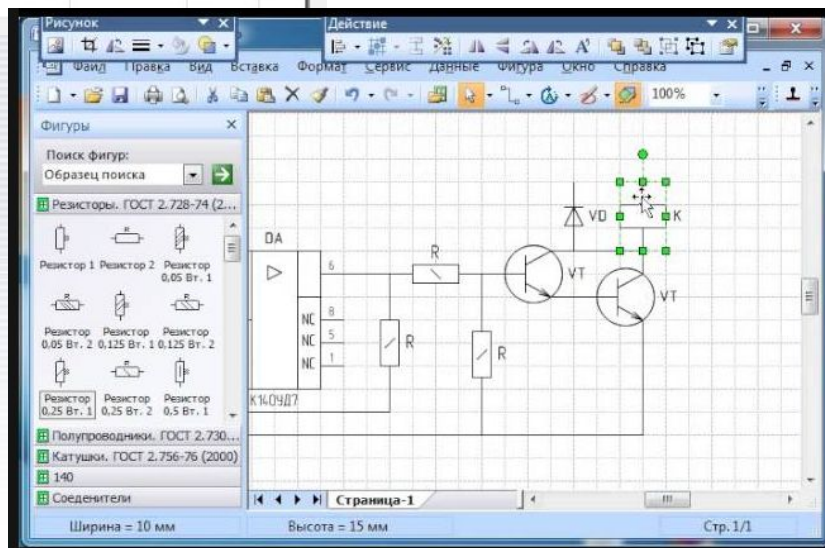 Рисунок
Действие
Файл Правка Вид Вставка Формат Сервис Данные Фигура Окно Справка
100%
Фигуры
Поиск фигур:
Образец поиска
Резисторы. ГОСТ 2.728-74 (2...
Резистор 1 Резистор 2 Резистор 0,05 Вт. 1
Резистор 0,05 Вт. 2 Резистор 0,125 Вт. 1 Резистор 0,125 Вт. 2
Резистор 0,25 Вт. 1 Резистор 0,25 Вт. 2 Резистор 0,5 Вт. 1
Полупроводники. ГОСТ 2.730...
Катушки. ГОСТ 2.756-76 (2000)
140
Соеденители
DA
6
NC 8
NC 5
NC 1
К140УД7
R
R
R
VD
K
VT
VT
Страница-1
Ширина = 10 мм
Высота = 15 мм
Стр. 1/1